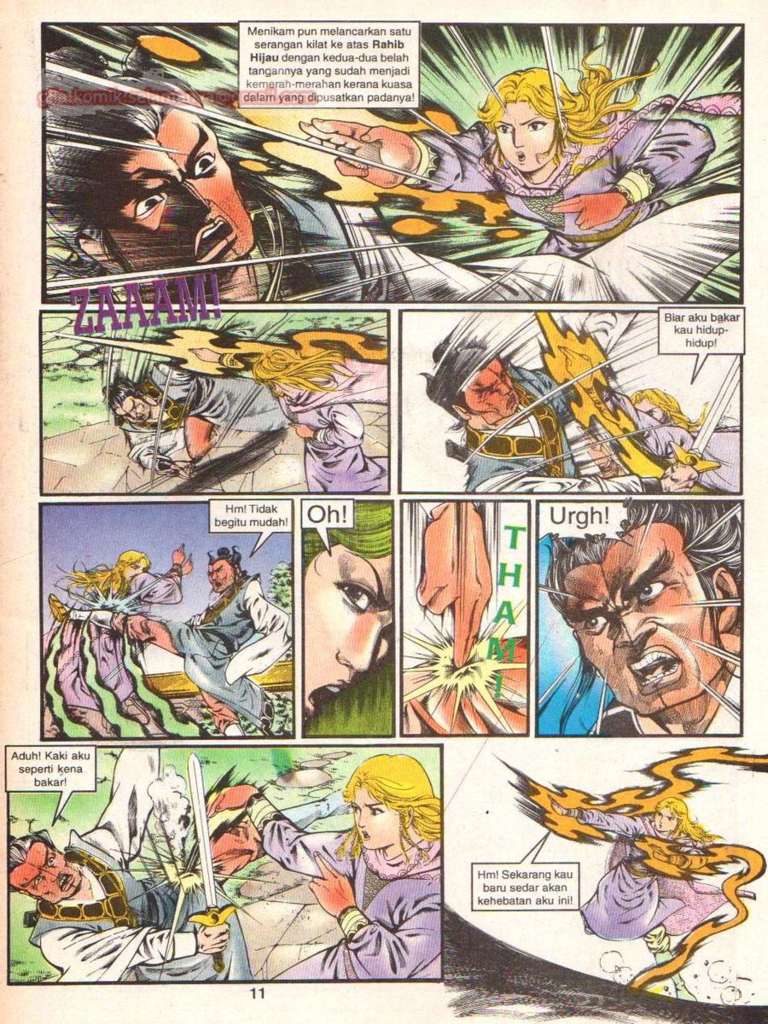 Menikam pun melancarkan satu
serangan kilat ke atas Rahib
Hijau dengan kedua-dua belah
tangannya yang sudah menjadi
kemerah-merahan kerana kuasa
dalam yang dipusatkan padanya!
ZAAAM!
Biar aku bakar
kau hidup-
hidup!
Hm! Tidak
begitu mudah!
Oh!
THAM!
Urgh!
Aduh! Kaki aku
seperti kena
bakar!
Hm! Sekarang kau
baru sedar akan
kehebatan aku ini!
11